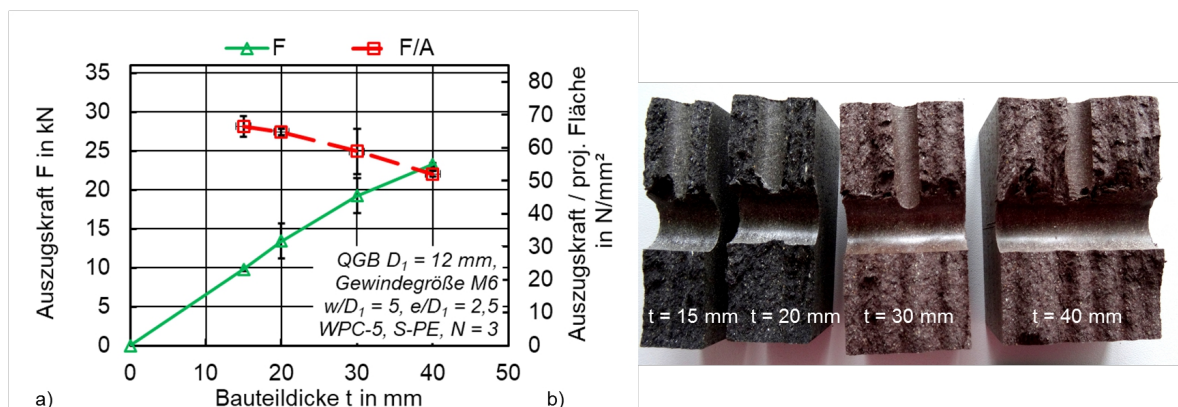 F
F/A
Auszugskraft F in kN
35
30
25
20
15
10
5
0
0
10
20
30
40
50
Bauteildicke t in mm
80
70
60
50
40
30
20
10
0
Auszugskraft / proj. Fläche
in N/mm²
QGB D₁ = 12 mm,
Gewindegröße M6
w/D₁ = 5, e/D₁ = 2,5
WPC-5, S-PE, N = 3
a)
b)
t = 15 mm
t = 20 mm
t = 30 mm
t = 40 mm